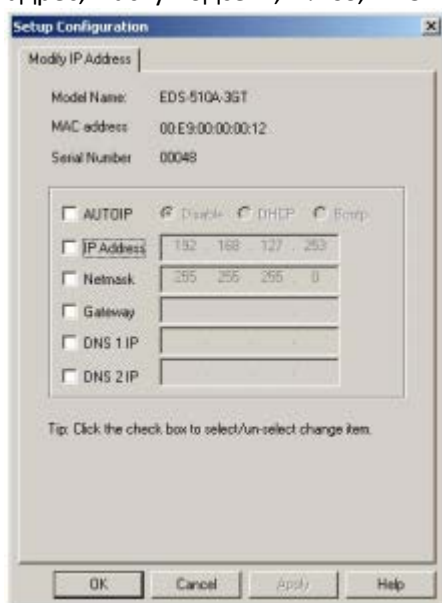 Setup Configuration
Modify IP Address
Model Name: EDS-510A-3GT
MAC address 00:E9:00:00:00:12
Serial Number 00048
AUTOIP Disable DHCP Bootp
IP Address 192 . 168 . 127 . 253
Netmask 255 . 255 . 255 . 0
Gateway
DNS 1 IP
DNS 2 IP
Tip: Click the check box to select/un-select change item.
OK Cancel Apply Help